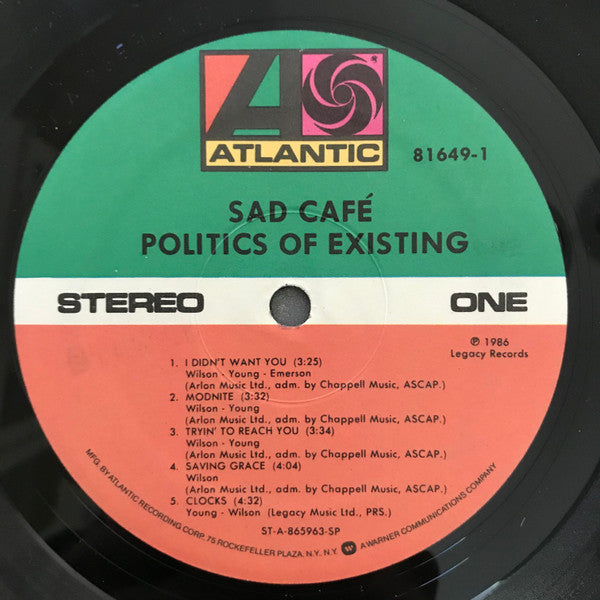 ATLANTIC
81649-1
SAD CAFÉ
POLITICS OF EXISTING
STEREO
ONE
℗ 1986
Legacy Records
1. I DIDN'T WANT YOU (3:25)
Wilson - Young - Emerson
(Arlon Music Ltd., adm. by Chappell Music, ASCAP.)
2. MODNITE (3:32)
Wilson - Young
(Arlon Music Ltd., adm. by Chappell Music, ASCAP.)
3. TRYIN' TO REACH YOU (3:34)
Wilson - Young
(Arlon Music Ltd., adm. by Chappell Music, ASCAP.)
4. SAVING GRACE (4:04)
Wilson
(Arlon Music Ltd., adm. by Chappell Music, ASCAP.)
5. CLOCKS (4:32)
Young - Wilson (Legacy Music Ltd., PRS.)
ST-A-865963-SP
MFG. BY ATLANTIC RECORDING CORP. 75 ROCKEFELLER PLAZA, N.Y. N.Y. A WARNER COMMUNICATIONS COMPANY